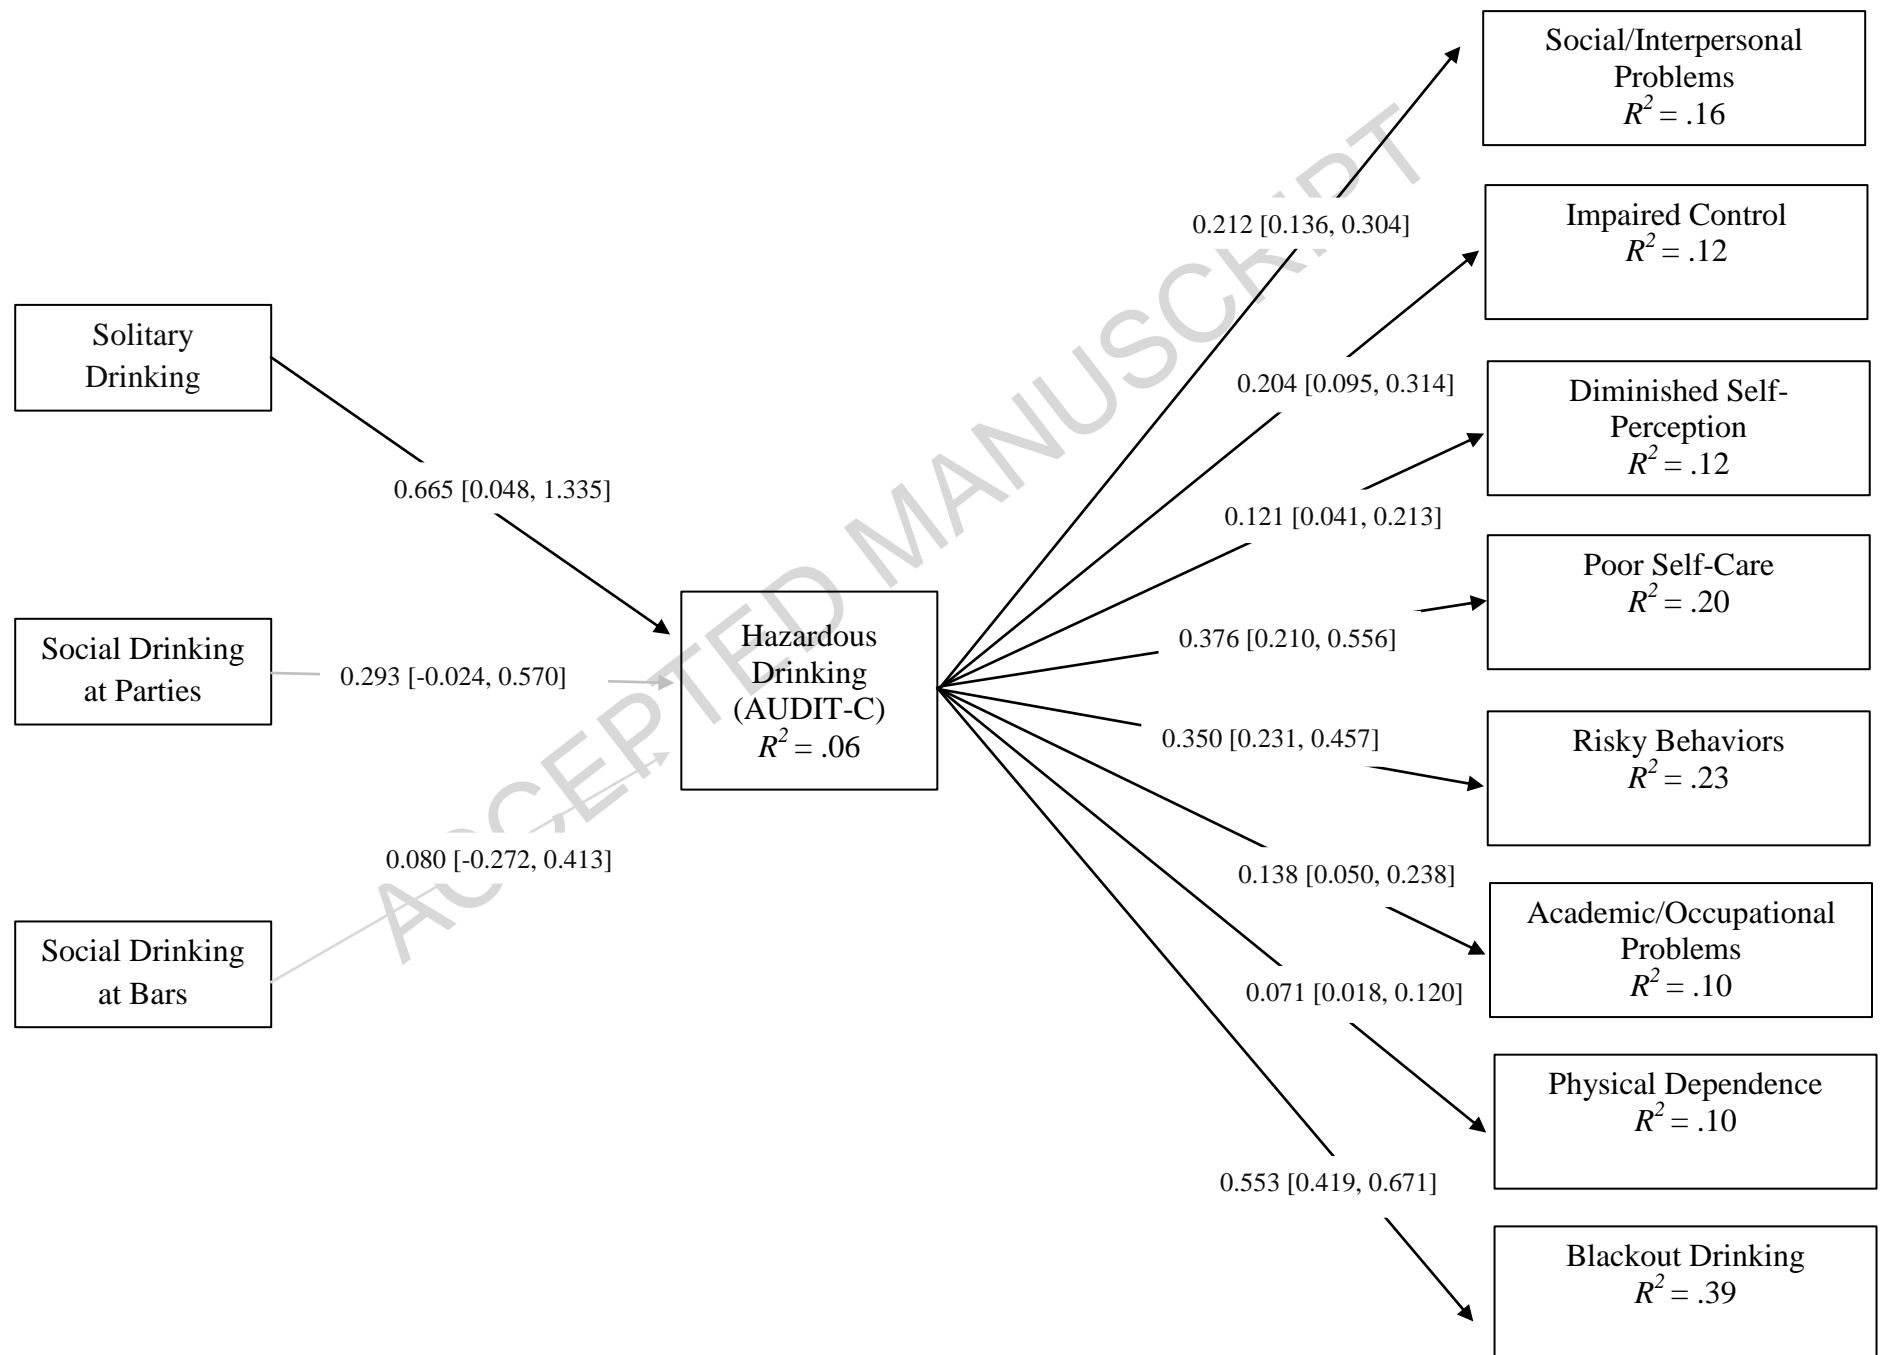 Social/Interpersonal
Problems
R² = .16
0.212 [0.136, 0.304]
Impaired Control
R² = .12
Solitary
Drinking
0.204 [0.095, 0.314]
Diminished Self-
Perception
R² = .12
0.665 [0.048, 1.335]
0.121 [0.041, 0.213]
Poor Self-Care
R² = .20
Social Drinking
at Parties
0.293 [-0.024, 0.570]
Hazardous
Drinking
(AUDIT-C)
R² = .06
0.376 [0.210, 0.556]
0.350 [0.231, 0.457]
Risky Behaviors
R² = .23
0.080 [-0.272, 0.413]
0.138 [0.050, 0.238]
Academic/Occupational
Problems
R² = .10
Social Drinking
at Bars
0.071 [0.018, 0.120]
Physical Dependence
R² = .10
0.553 [0.419, 0.671]
Blackout Drinking
R² = .39
ACCEPTED MANUSCRIPT